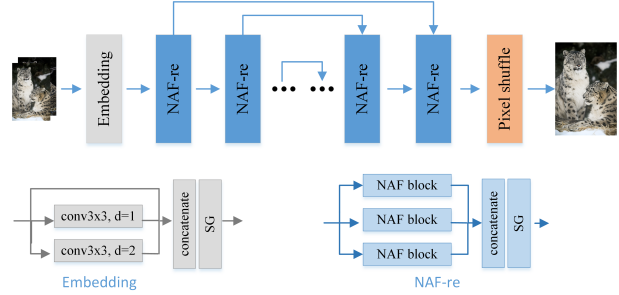 Embedding
NAF-re
NAF-re
NAF-re
NAF-re
Pixel shuffle
conv3x3, d=1
conv3x3, d=2
concatenate
SG
Embedding
NAF block
NAF block
NAF block
concatenate
SG
NAF-re